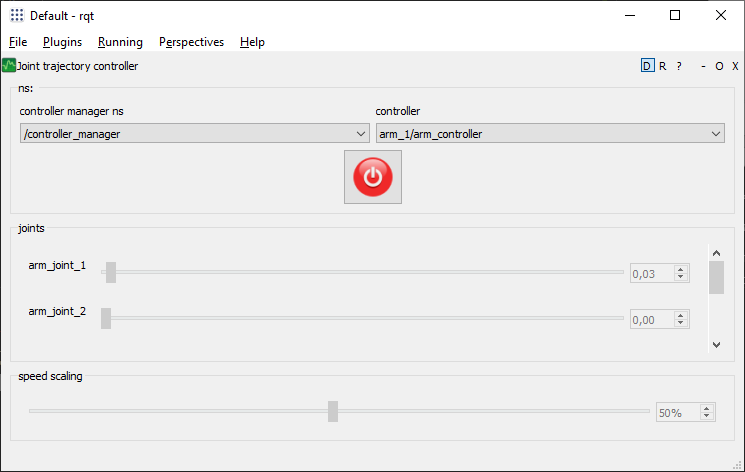 Default - rqt
File Plugins Running Perspectives Help
Joint trajectory controller D R ? - O X
ns:
controller manager ns controller
/controller_manager arm_1/arm_controller
joints
arm_joint_1 0,03
arm_joint_2 0,00
speed scaling
50%